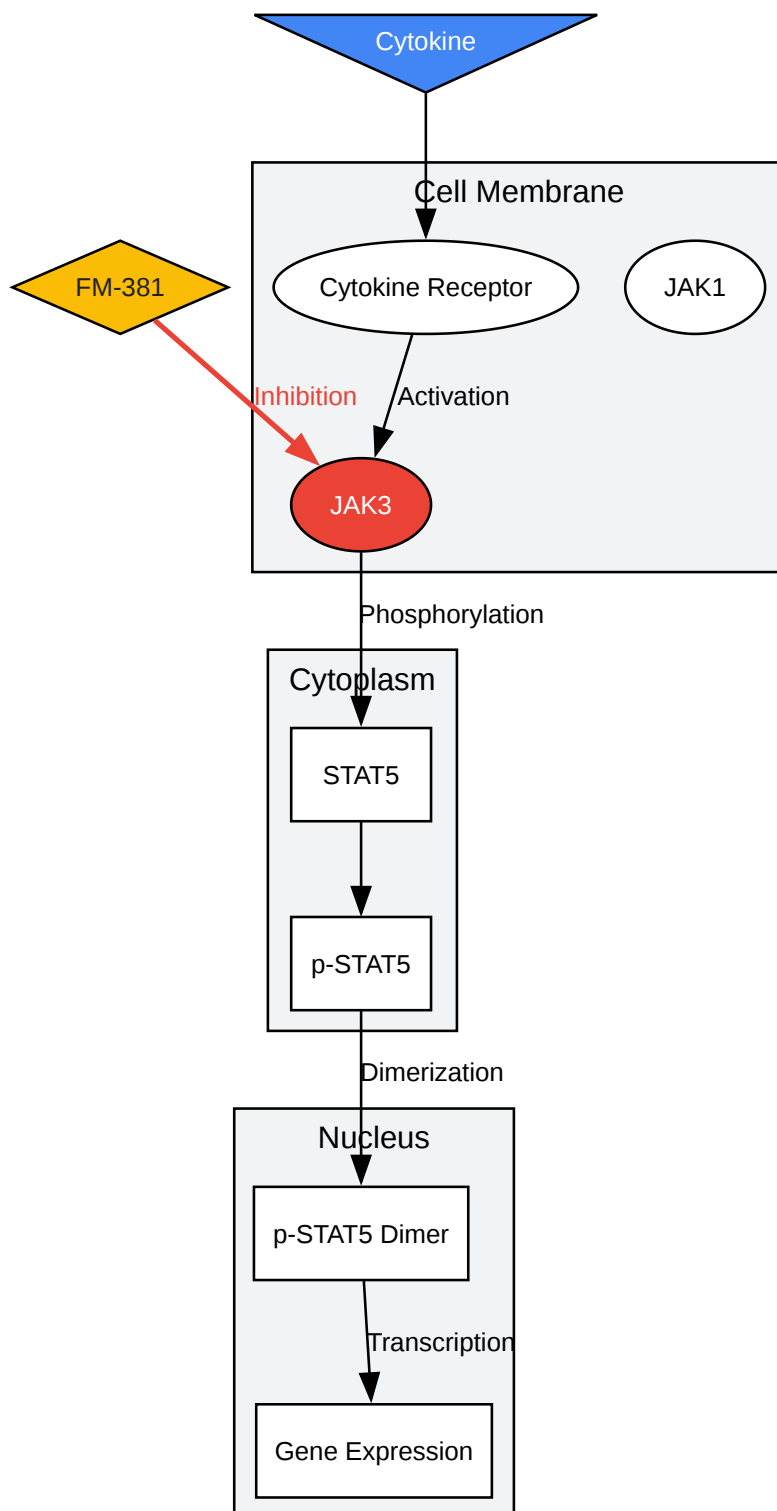 Cytokine
Cell Membrane
FM-381
Cytokine Receptor
JAK1
Inhibition
Activation
JAK3
Phosphorylation
Cytoplasm
STAT5
p-STAT5
Dimerization
Nucleus
p-STAT5 Dimer
Transcription
Gene Expression